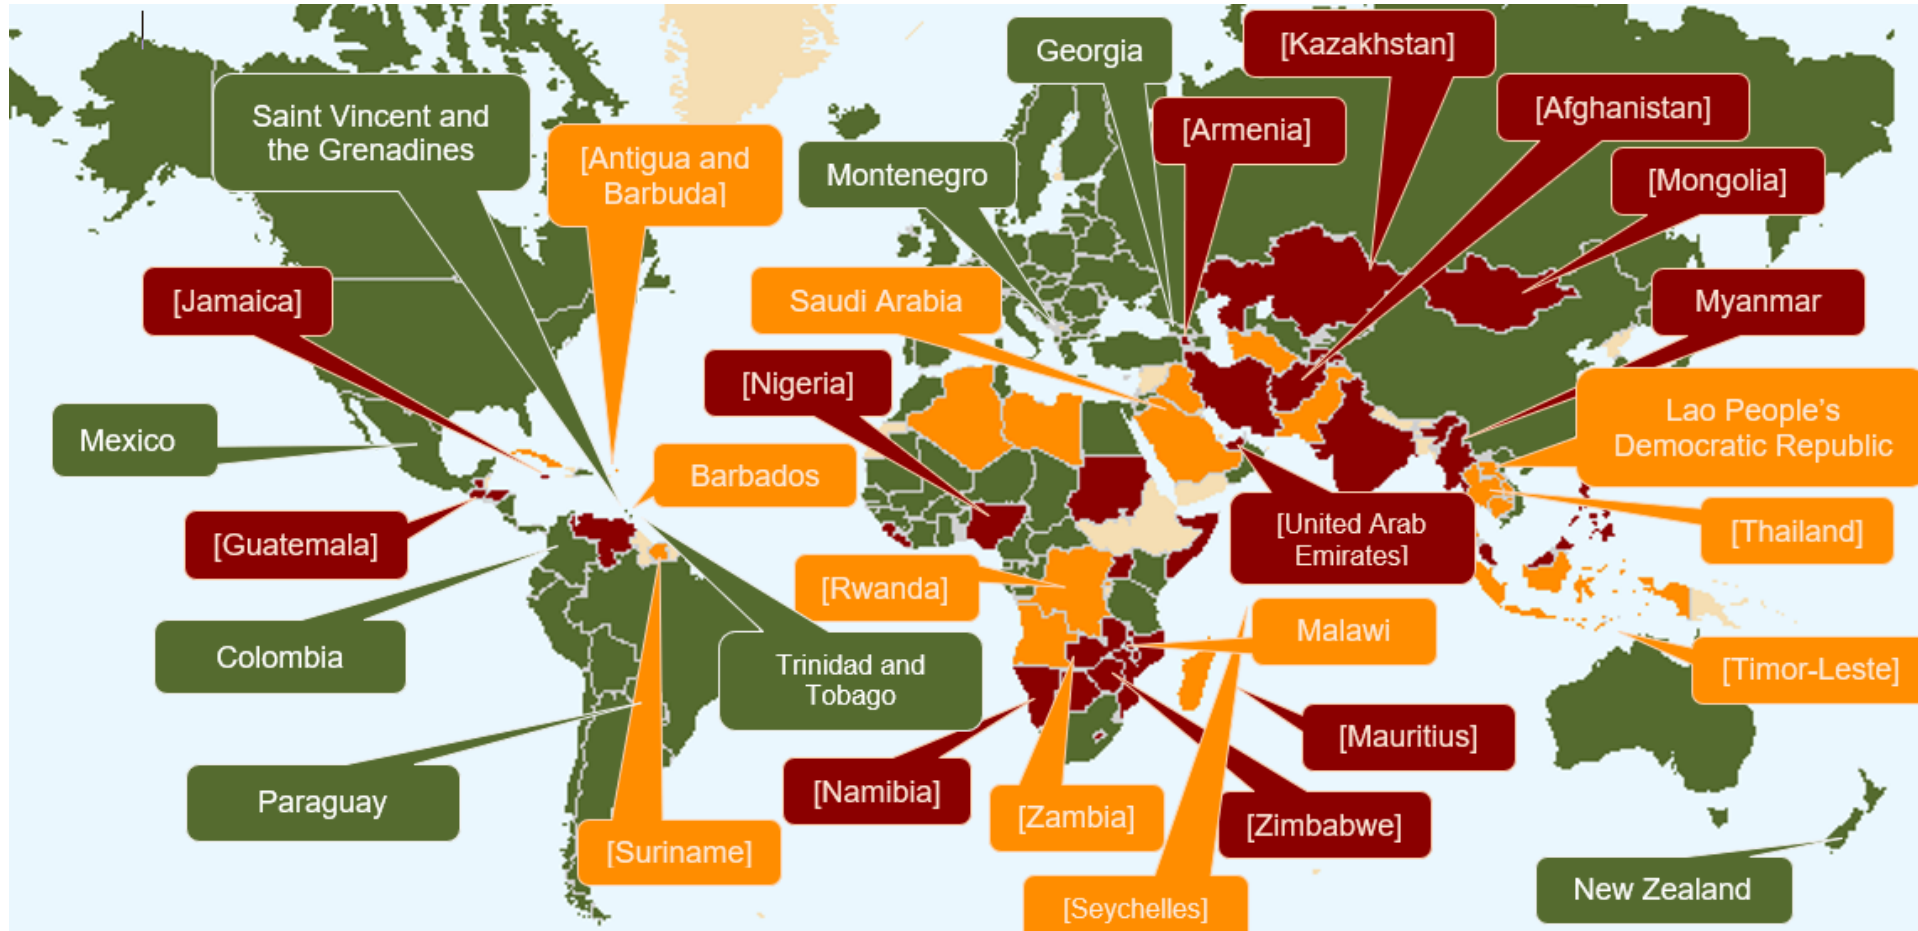 Georgia
[Kazakhstan]
Saint Vincent and
the Grenadines
[Antigua and
Barbuda]
Montenegro
[Armenia]
[Afghanistan]
[Mongolia]
[Jamaica]
Saudi Arabia
Myanmar
[Nigeria]
Mexico
Barbados
Lao People’s
Democratic Republic
[Guatemala]
[United Arab
Emirates]
[Thailand]
[Rwanda]
Malawi
Colombia
Trinidad and
Tobago
[Timor-Leste]
[Mauritius]
Paraguay
[Namibia]
[Zambia]
[Zimbabwe]
[Suriname]
[Seychelles]
New Zealand